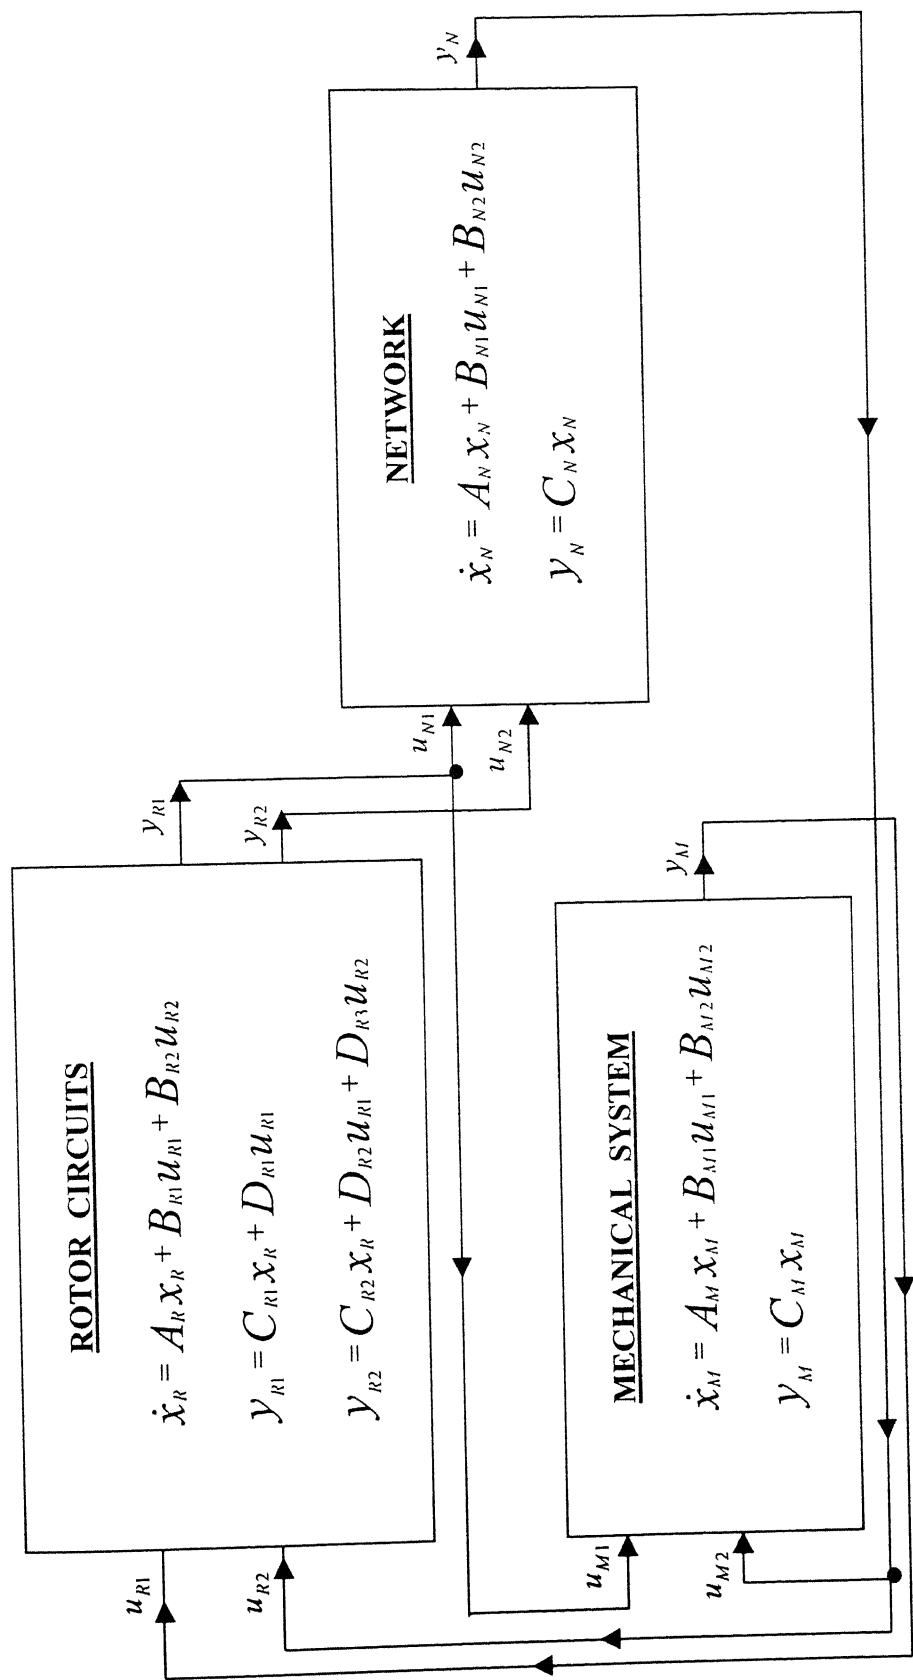 ROTOR CIRCUITS
ẋ_R = A_R x_R + B_R1 u_R1 + B_R2 u_R2
y_R1 = C_R1 x_R + D_R1 u_R1
y_R2 = C_R2 x_R + D_R2 u_R1 + D_R3 u_R2
u_R1
u_R2
y_R1
y_R2
NETWORK
ẋ_N = A_N x_N + B_N1 u_N1 + B_N2 u_N2
y_N = C_N x_N
u_N1
u_N2
y_N
MECHANICAL SYSTEM
ẋ_M = A_M x_M + B_M1 u_M1 + B_M2 u_M2
y_M = C_M x_M
u_M1
u_M2
y_M